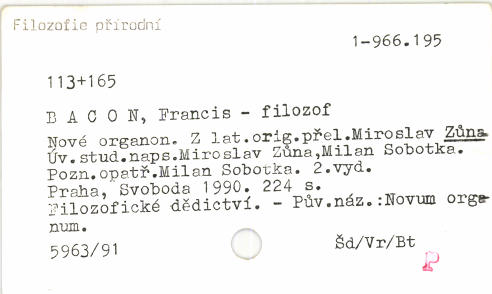 Filozofie přírodní
1-966.195
113+165
B A C O N, Francis - filozof
Nové organon. Z lat.orig.přel.Miroslav Zůna
Úv.stud.naps.Miroslav Zůna,Milan Sobotka.
Pozn.opatř.Milan Sobotka. 2.vyd.
Praha, Svoboda 1990. 224 s.
Filozofické dědictví. - Pův.náz.:Novum orga-
num.
5963/91
Šd/Vr/Bt
P